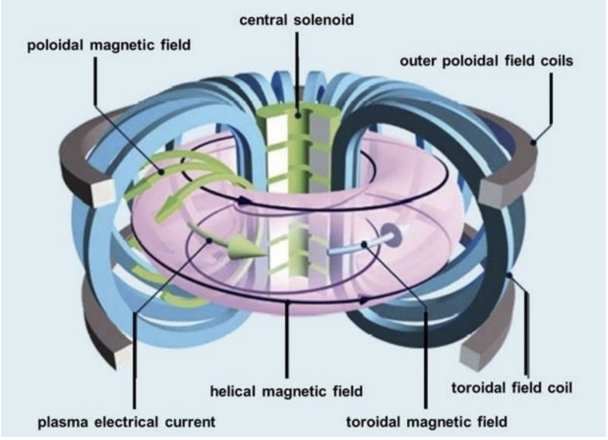 central solenoid
poloidal magnetic field
outer poloidal field coils
helical magnetic field
toroidal field coil
plasma electrical current
toroidal magnetic field